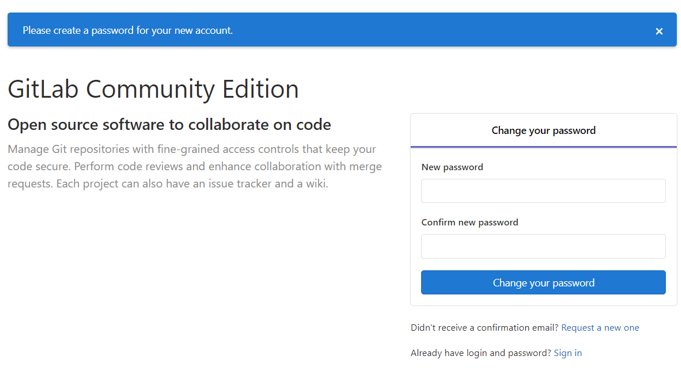 Please create a password for your new account.
×
GitLab Community Edition
Open source software to collaborate on code
Manage Git repositories with fine-grained access controls that keep your
code secure. Perform code reviews and enhance collaboration with merge
requests. Each project can also have an issue tracker and a wiki.
Change your password
New password
Confirm new password
Change your password
Didn't receive a confirmation email? Request a new one
Already have login and password? Sign in